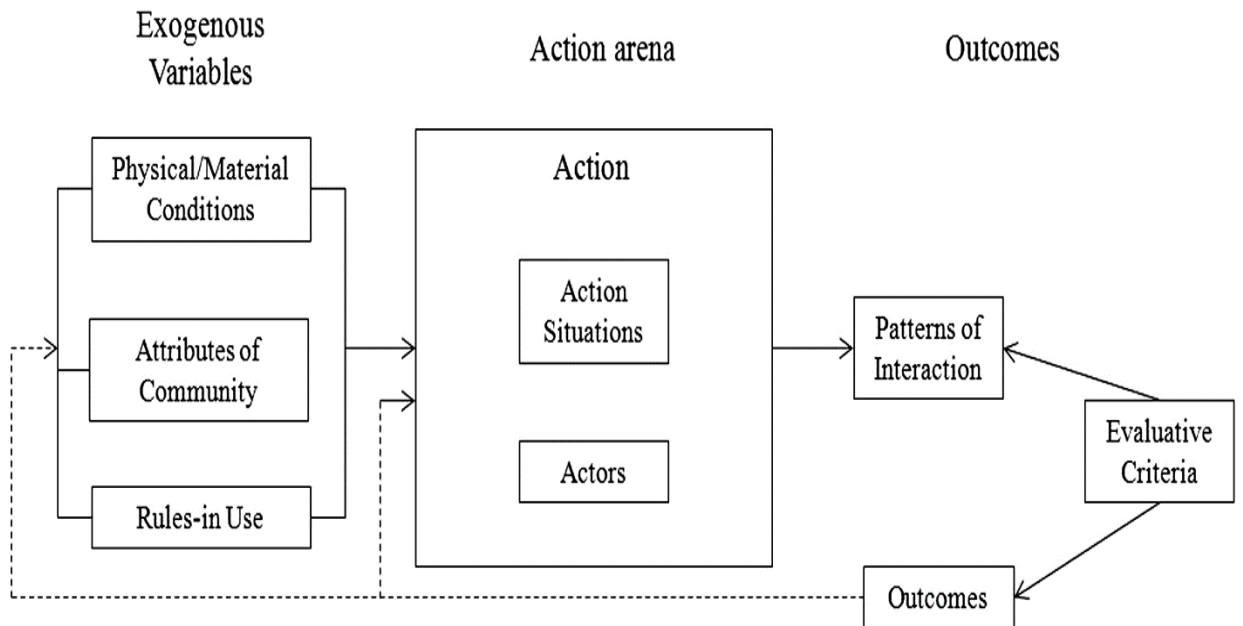 Exogenous
Variables
Action arena
Outcomes
Physical/Material
Conditions
Attributes of
Community
Rules-in Use
Action
Action
Situations
Actors
Patterns of
Interaction
Evaluative
Criteria
Outcomes